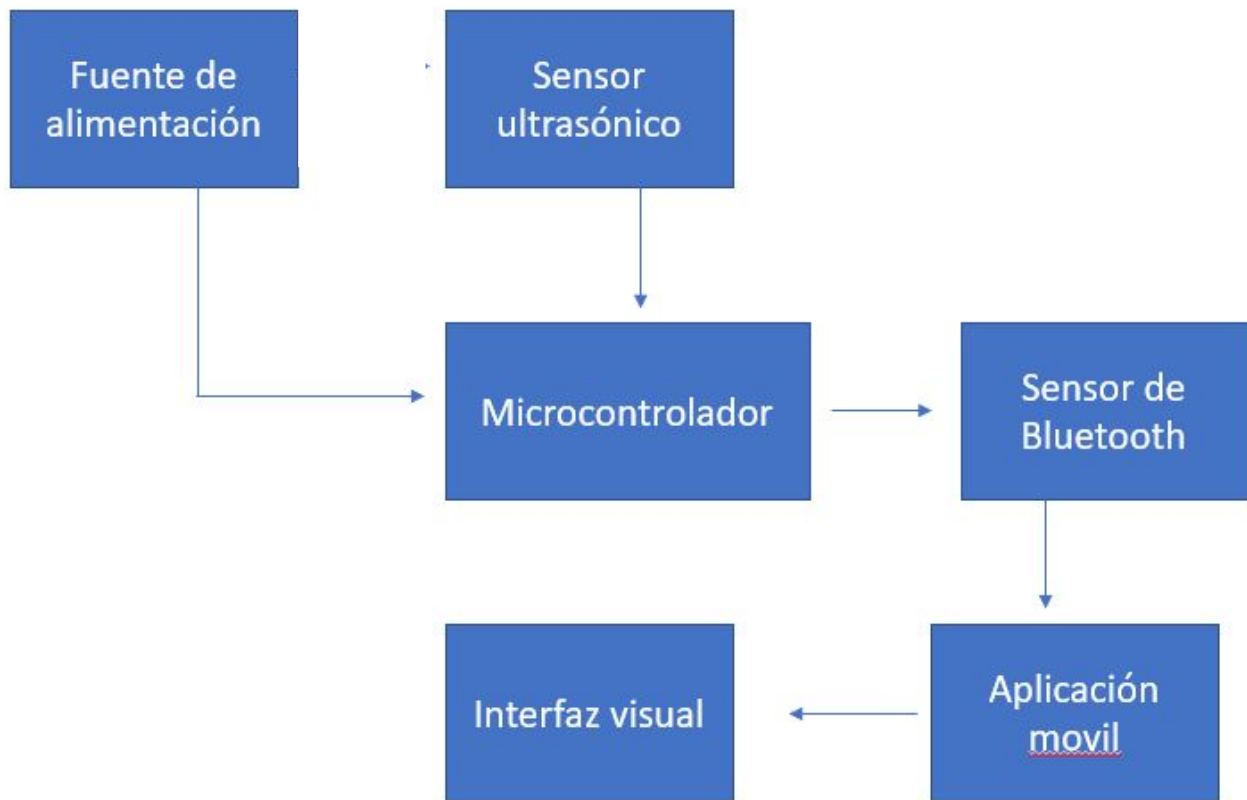 Fuente de
alimentación
Sensor
ultrasónico
Microcontrolador
Sensor de
Bluetooth
Interfaz visual
Aplicación
movil